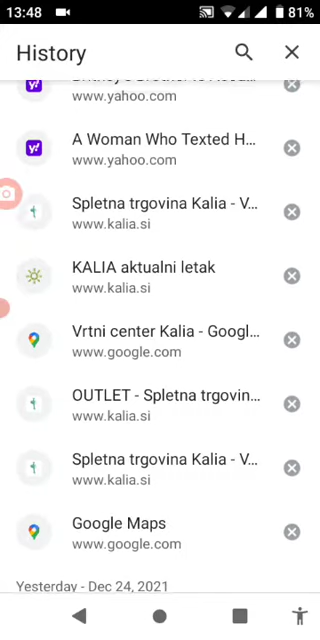 13:48
81%
History
www.yahoo.com
A Woman Who Texted H...
www.yahoo.com
Spletna trgovina Kalia - V...
www.kalia.si
KALIA aktualni letak
www.kalia.si
Vrtni center Kalia - Googl...
www.google.com
OUTLET - Spletna trgovin...
www.kalia.si
Spletna trgovina Kalia - V...
www.kalia.si
Google Maps
www.google.com
Yesterday - Dec 24, 2021